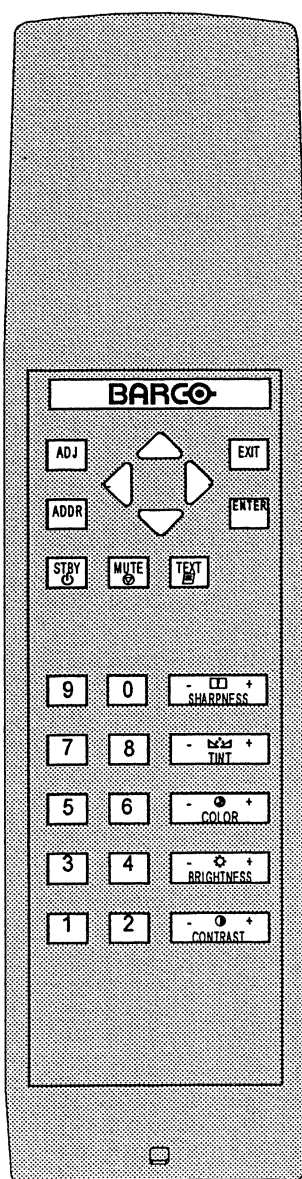 BARCO
ADJ EXIT
ADDR ENTER
STBY MUTE TEXT
9 0 - +
SHARPNESS
7 8 - +
TINT
5 6 - +
COLOR
3 4 - +
BRIGHTNESS
1 2 - +
CONTRAST